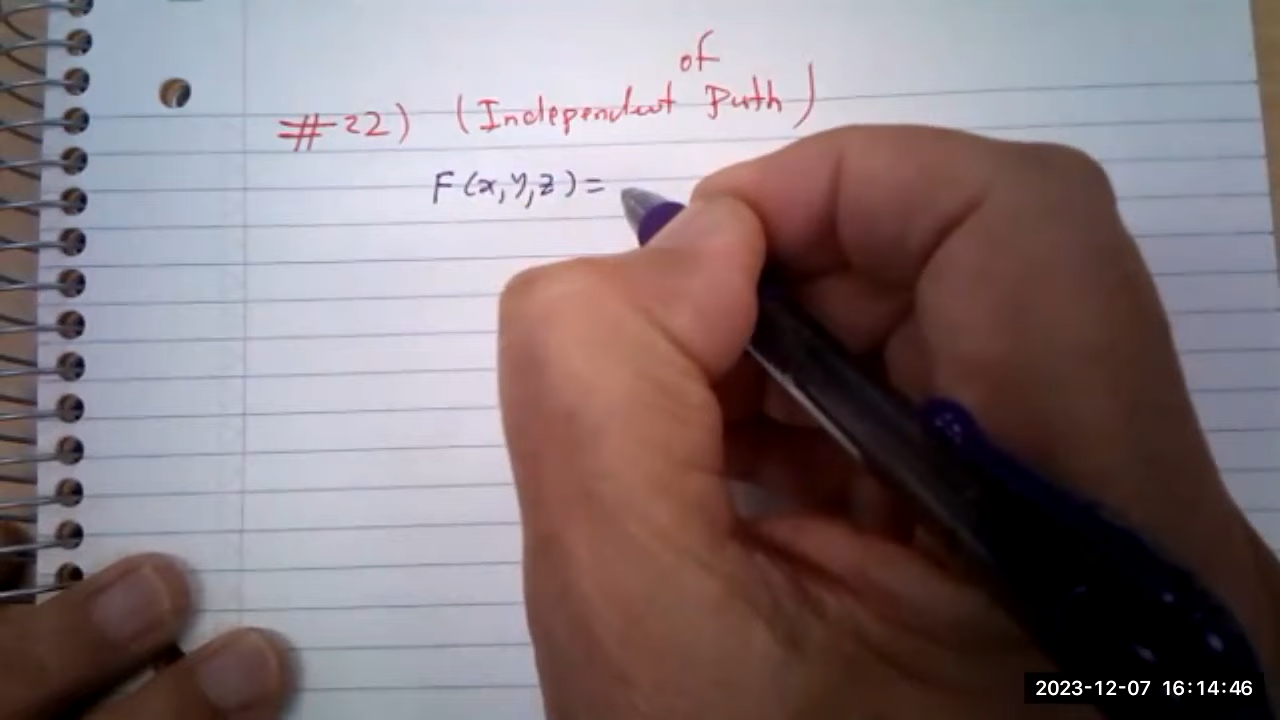 of
#22) (Independent Path)
F(x,y,z)=
2023-12-07 16:14:46